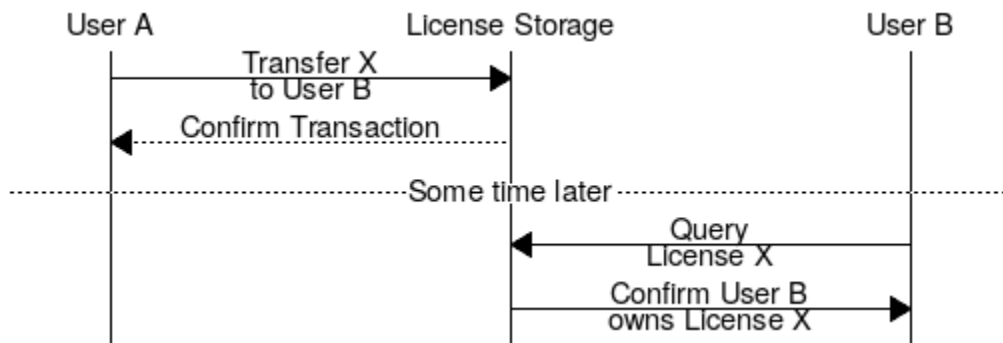 User A
License Storage
User B
Transfer X
to User B
Confirm Transaction
Some time later
Query
License X
Confirm User B
owns License X